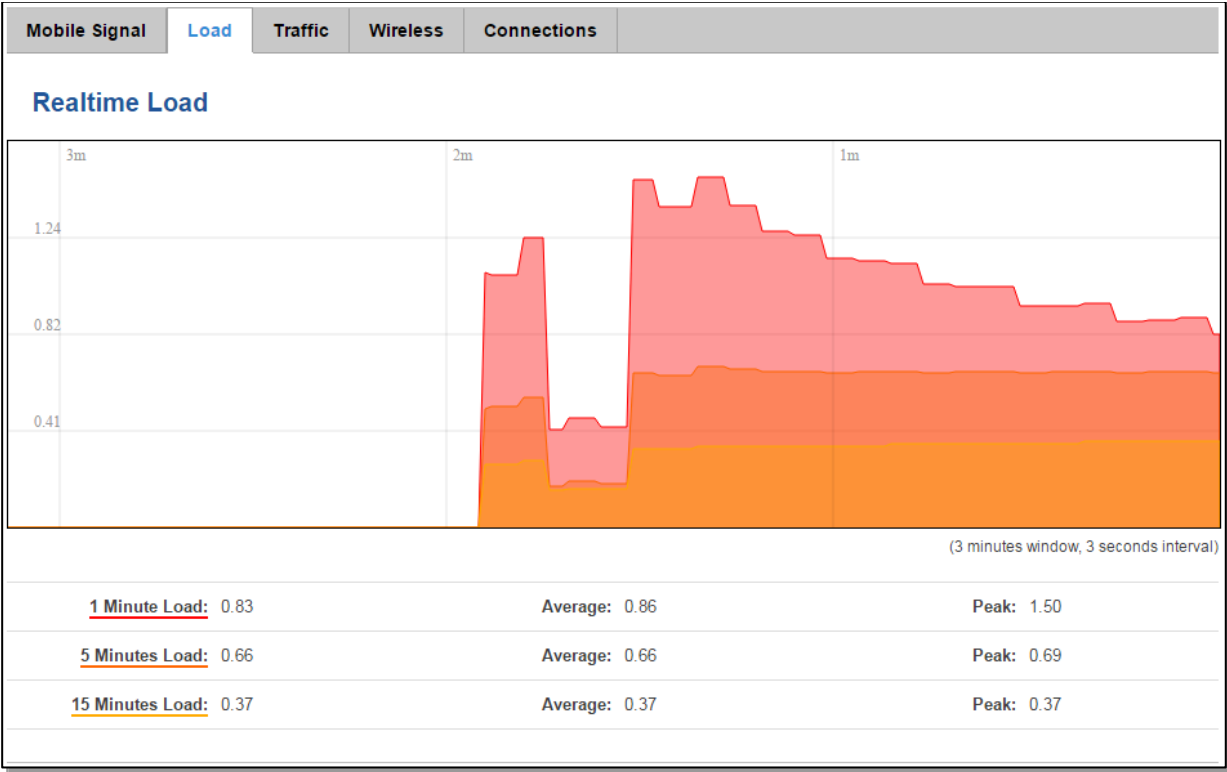 Mobile Signal Load Traffic Wireless Connections
Realtime Load
3m 2m 1m
1.24
0.82
0.41
(3 minutes window, 3 seconds interval)
1 Minute Load: 0.83 Average: 0.86 Peak: 1.50
5 Minutes Load: 0.66 Average: 0.66 Peak: 0.69
15 Minutes Load: 0.37 Average: 0.37 Peak: 0.37